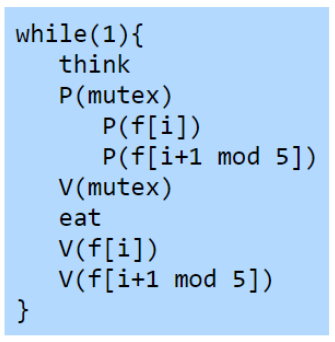 while(1){
   think
   P(mutex)
      P(f[i])
      P(f[i+1 mod 5])
   V(mutex)
   eat
   V(f[i])
   V(f[i+1 mod 5])
}